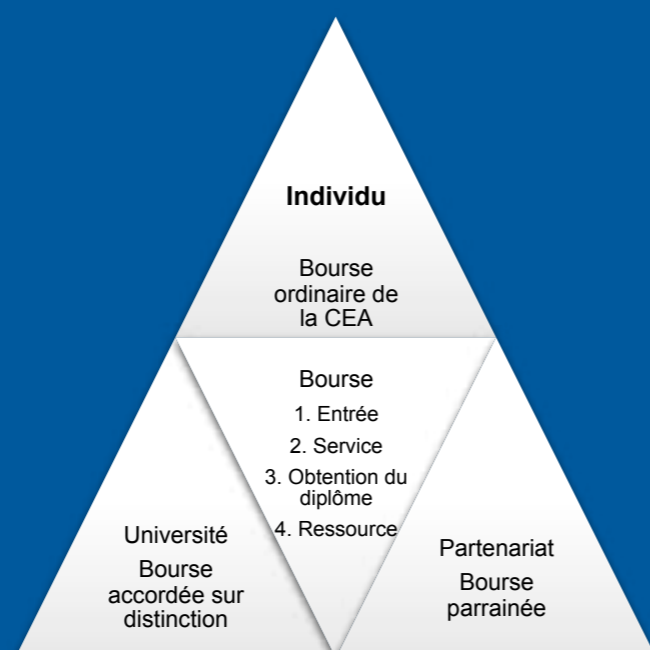 Individu
Bourse
ordinaire de
la CEA
Bourse
1. Entrée
2. Service
3. Obtention du
diplôme
4. Ressource
Université
Bourse
accordée sur
distinction
Partenariat
Bourse
parrainée